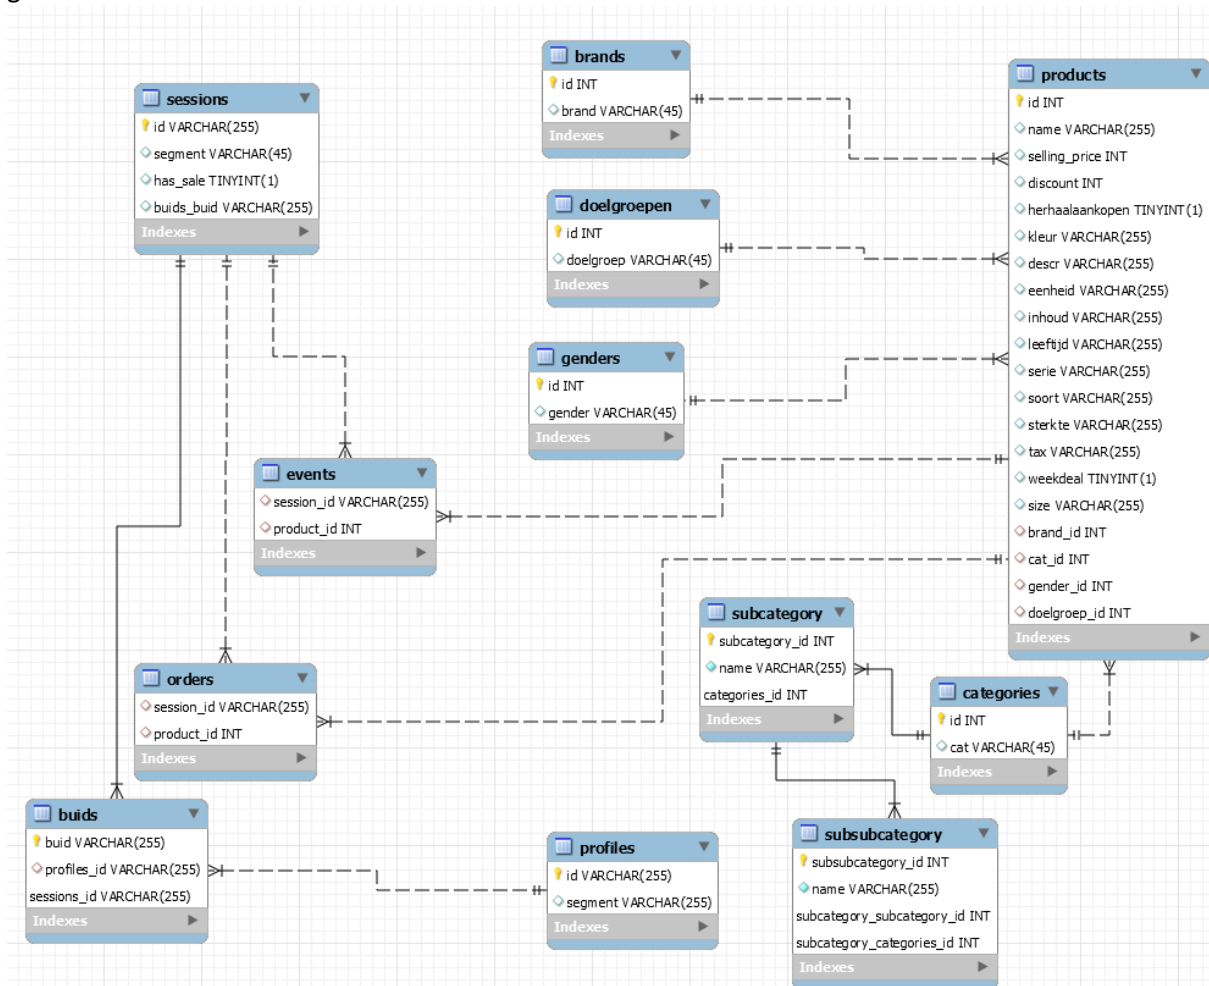 sessions
id VARCHAR(255)
segment VARCHAR(45)
has_sale TINYINT(1)
buids_buid VARCHAR(255)
Indexes
brands
id INT
brand VARCHAR(45)
Indexes
doelgroepen
id INT
doelgroep VARCHAR(45)
Indexes
genders
id INT
gender VARCHAR(45)
Indexes
products
id INT
name VARCHAR(255)
selling_price INT
discount INT
herhaalaankopen TINYINT(1)
kleur VARCHAR(255)
descr VARCHAR(255)
eenheid VARCHAR(255)
inhoud VARCHAR(255)
leeftijd VARCHAR(255)
serie VARCHAR(255)
soort VARCHAR(255)
sterkte VARCHAR(255)
tax VARCHAR(255)
weekdeal TINYINT(1)
size VARCHAR(255)
brand_id INT
cat_id INT
gender_id INT
doelgroep_id INT
Indexes
events
session_id VARCHAR(255)
product_id INT
Indexes
orders
session_id VARCHAR(255)
product_id INT
Indexes
subcategory
subcategory_id INT
name VARCHAR(255)
categories_id INT
Indexes
categories
id INT
cat VARCHAR(45)
Indexes
buids
buid VARCHAR(255)
profiles_id VARCHAR(255)
sessions_id VARCHAR(255)
Indexes
profiles
id VARCHAR(255)
segment VARCHAR(255)
Indexes
subsubcategory
subsubcategory_id INT
name VARCHAR(255)
subcategory_subcategory_id INT
subcategory_categories_id INT
Indexes